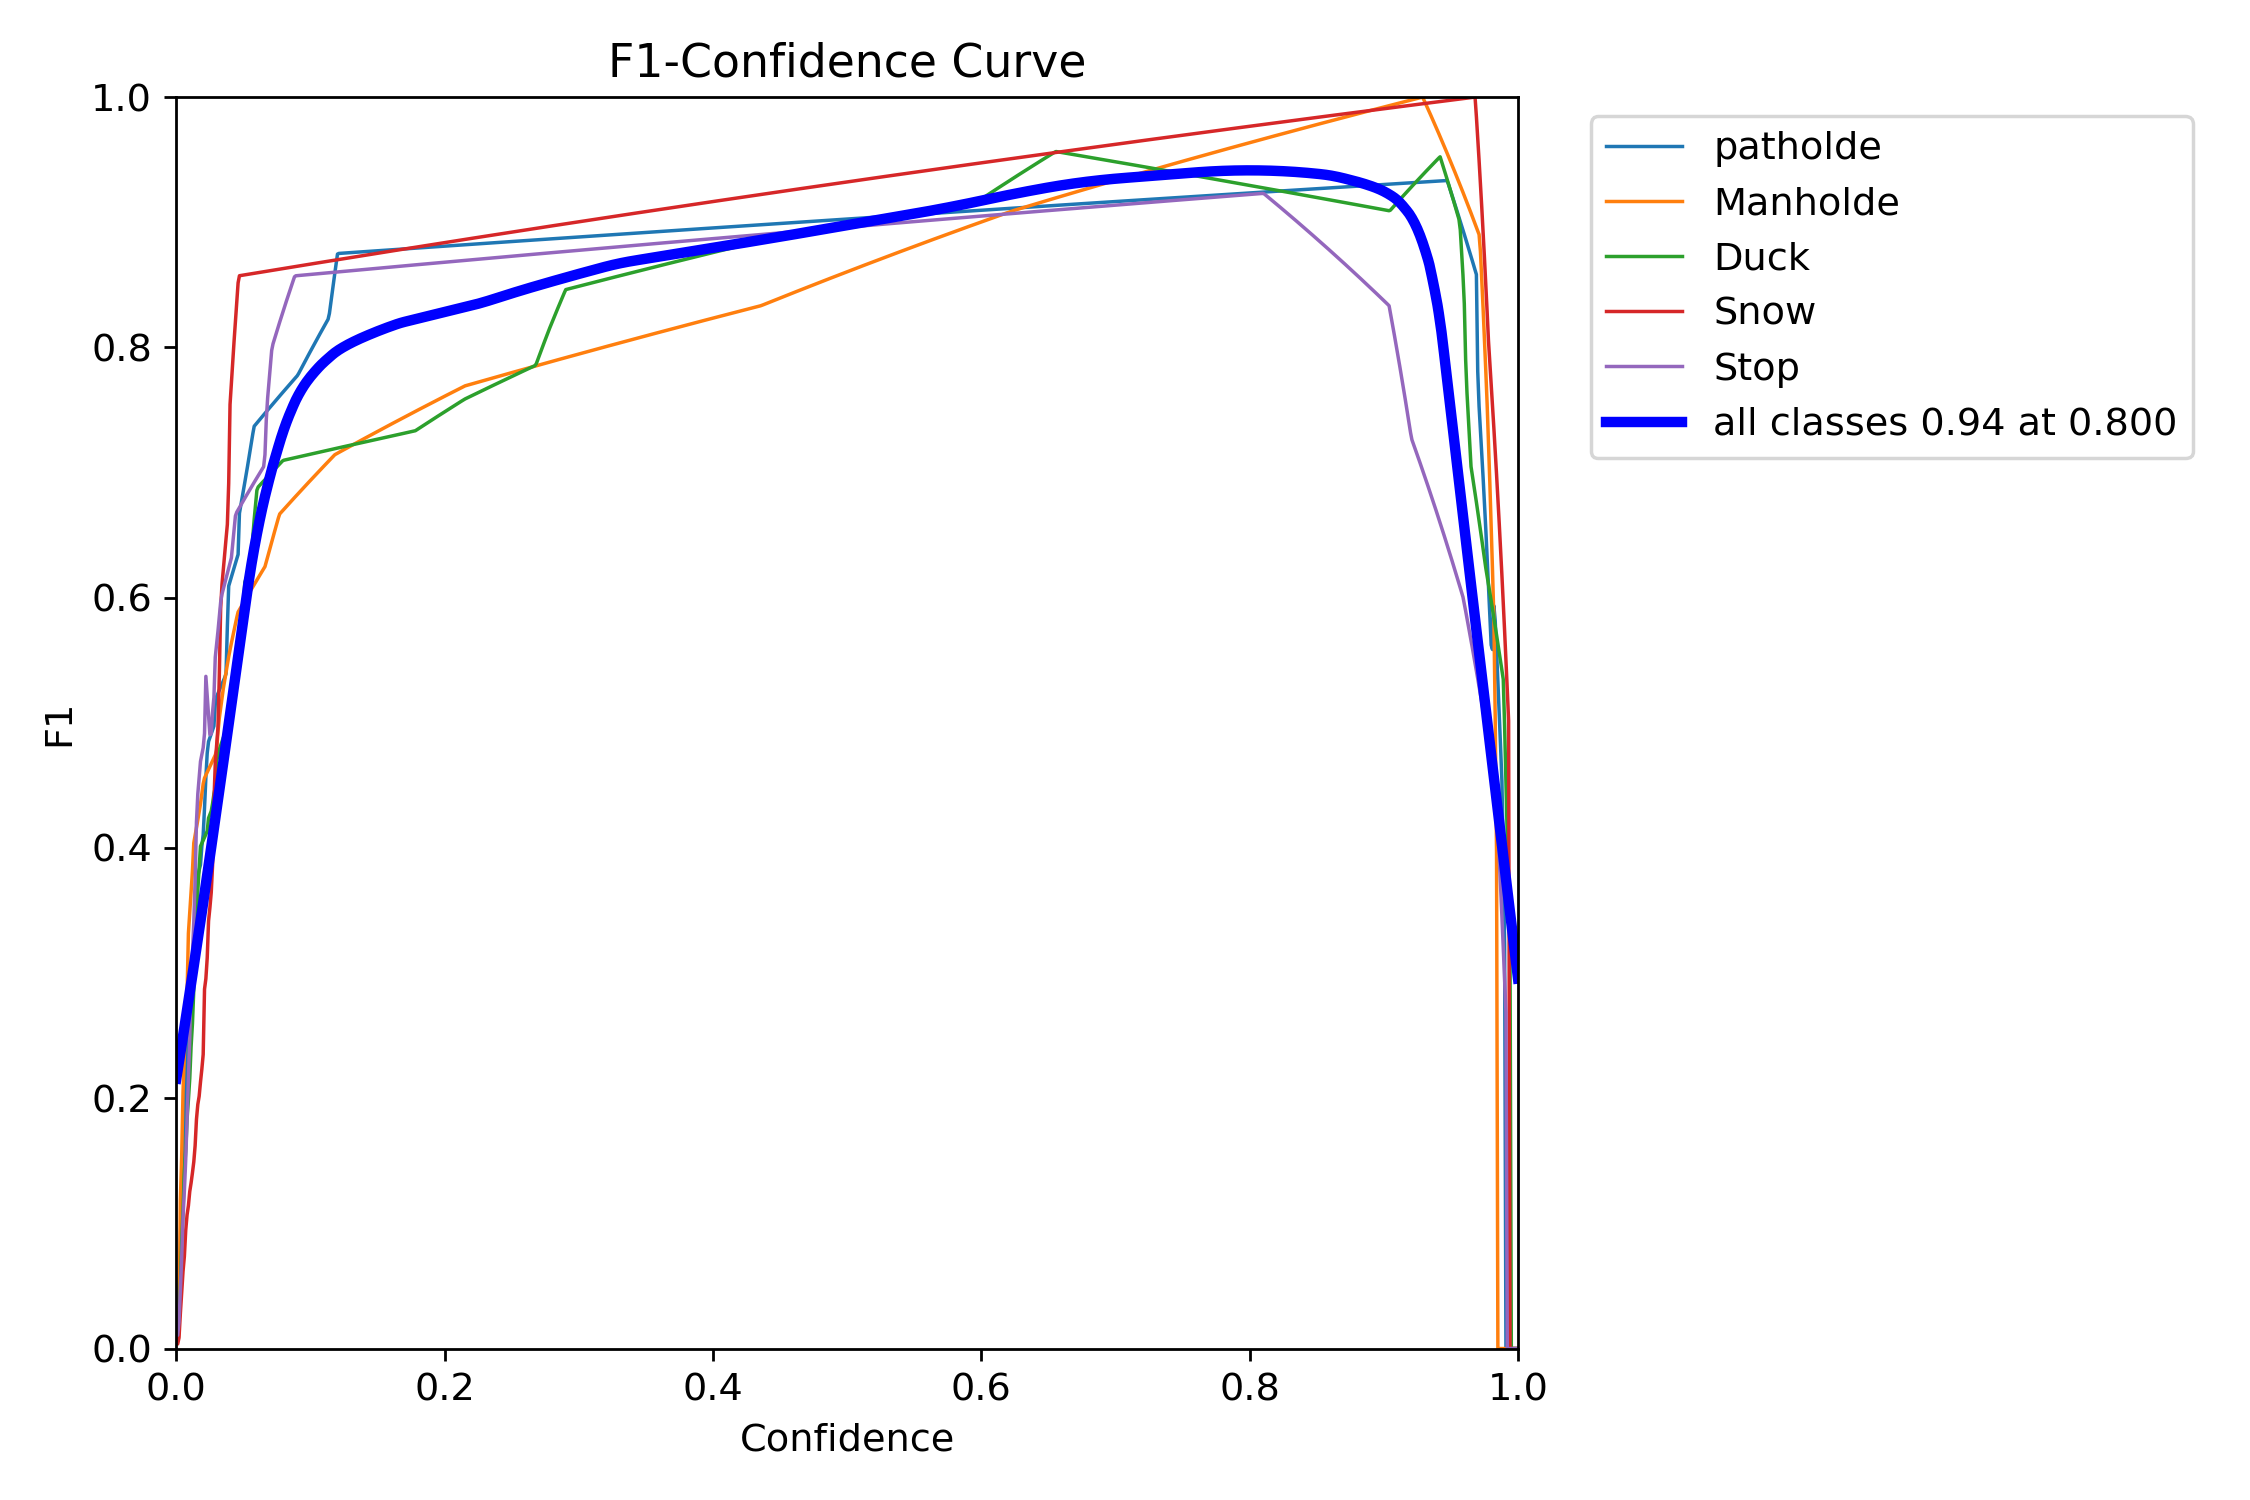 F1-Confidence Curve
1.0
0.8
0.6
0.4
0.2
0.0
F1
0.0 0.2 0.4 0.6 0.8 1.0
Confidence
patholde
Manholde
Duck
Snow
Stop
all classes 0.94 at 0.800